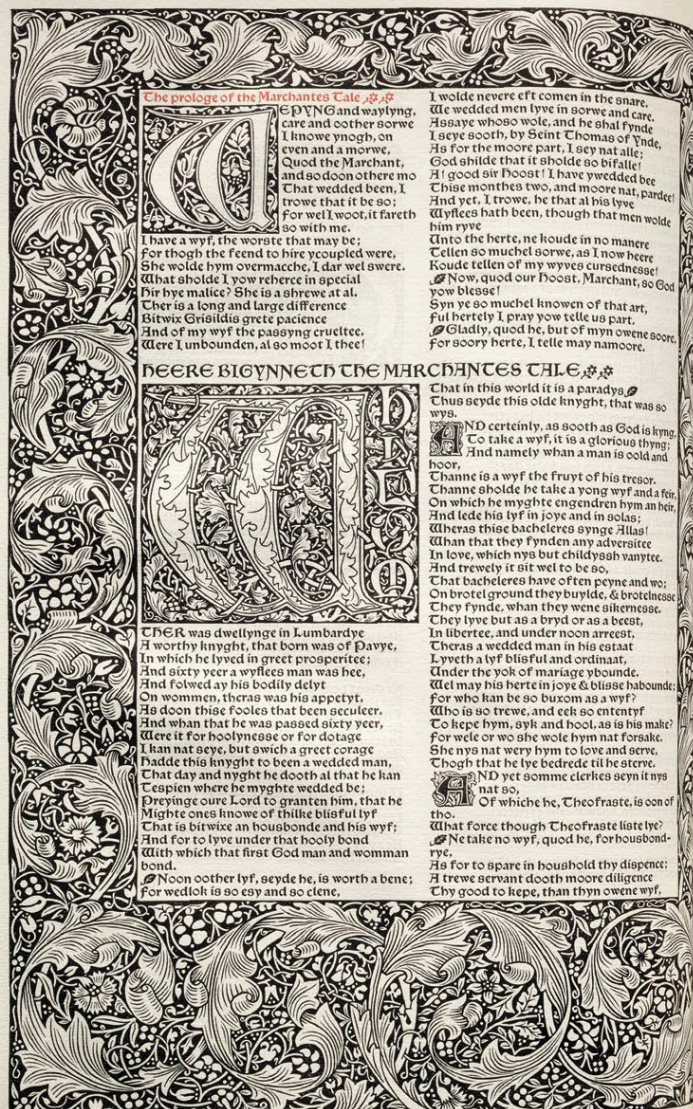 The prologe of the Marchantes Tale
WEPYNG and waylyng,
care and oother sorwe
I knowe ynogh, on
even and a morwe,
Quod the Marchant,
and so doon othere mo
That wedded been, I
trowe that it be so;
For wel I woot, it fareth
so with me.
I have a wyf, the worste that may be;
For thogh the feend to hire ycoupled were,
She wolde hym overmacche, I dar wel swere.
What sholde I yow reherce in special
Hir hye malice? She is a shrewe at al.
Ther is a long and large difference
Bitwix Grisildis grete pacience
And of my wyf the passyng crueltee.
Were I unbounden, al so moot I thee!
I wolde nevere eft comen in the snare.
We wedded men lyve in sorwe and care,
Assaye whoso wole, and he shal fynde
I seye sooth, by Seint Thomas of Ynde,
As for the moore part, I sey nat alle;
God shilde that it sholde so bifalle!
A! good sir Hoost! I have ywedded bee
Thise monthes two, and moore nat, pardee!
And yet, I trowe, he that al his lyve
Wyflees hath been, though that men wolde
him ryve
Unto the herte, ne koude in no manere
Tellen so muchel sorwe, as I now heere
Koude tellen of my wyves cursednesse!
Now, quod our Hoost, Marchant, so God
yow blesse!
Syn ye so muchel knowen of that art,
Ful hertely I pray yow telle us part.
Gladly, quod he, but of myn owene soore,
For soory herte, I telle may namoore.
HEERE BIGYNNETH THE MARCHANTES TALE
WHILOM
THER was dwellynge in Lumbardye
A worthy knyght, that born was of Pavye,
In which he lyved in greet prosperitee;
And sixty yeer a wyflees man was hee,
And folwed ay his bodily delyt
On wommen, theras was his appetyt,
As doon thise fooles that been seculeer.
And whan that he was passed sixty yeer,
Were it for hoolynesse or for dotage
I kan nat seye, but swich a greet corage
Hadde this knyght to been a wedded man,
That day and nyght he dooth al that he kan
Tespien where he myghte wedded be;
Preyinge oure Lord to granten him, that he
Mighte ones knowe of thilke blisful lyf
That is bitwixe an housbonde and his wyf;
And for to lyve under that hooly bond
With which that first God man and womman
bond.
Noon oother lyf, seyde he, is worth a bene;
For wedlok is so esy and so clene,
That in this world it is a paradys.
Thus seyde this olde knyght, that was so
wys.
AND certeinly, as sooth as God is kyng,
To take a wyf, it is a glorious thyng;
And namely whan a man is oold and
hoor,
Thanne is a wyf the fruyt of his tresor.
Thanne sholde he take a yong wyf and a feir,
On which he myghte engendren hym an heir,
And lede his lyf in joye and in solas;
Wheras thise bacheleres synge Allas!
Whan that they fynden any adversitee
In love, which nys but childyssh vanytee.
And trewely it sit wel to be so,
That bacheleres have often peyne and wo;
On brotel ground they buylde, & brotelnesse
They fynde, whan they wene sikernesse.
They lyve but as a bryd or as a beest,
In libertee, and under noon arreest,
Theras a wedded man in his estaat
Lyveth a lyf blisful and ordinaat,
Under the yok of mariage ybounde.
Wel may his herte in joye & blisse habounde;
For who kan be so buxom as a wyf?
Who is so trewe, and eek so ententyf
To kepe hym, syk and hool, as is his make?
For wele or wo she wole hym nat forsake.
She nys nat wery hym to love and serve,
Thogh that he lye bedrede til he sterve.
AND yet somme clerkes seyn it nys
nat so,
Of whiche he, Theofraste, is oon of
tho.
What force though Theofraste liste lye?
Ne take no wyf, quod he, for housbond-
rye,
As for to spare in houshold thy dispence;
A trewe servant dooth moore diligence
Thy good to kepe, than thyn owene wyf,